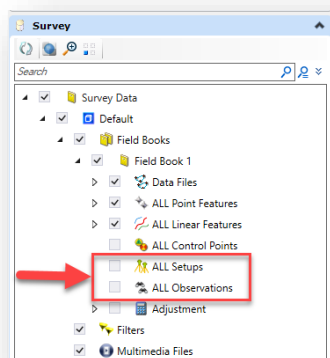 Survey
Search
Survey Data
Default
Field Books
Field Book 1
Data Files
ALL Point Features
ALL Linear Features
ALL Control Points
ALL Setups
ALL Observations
Adjustment
Filters
Multimedia Files